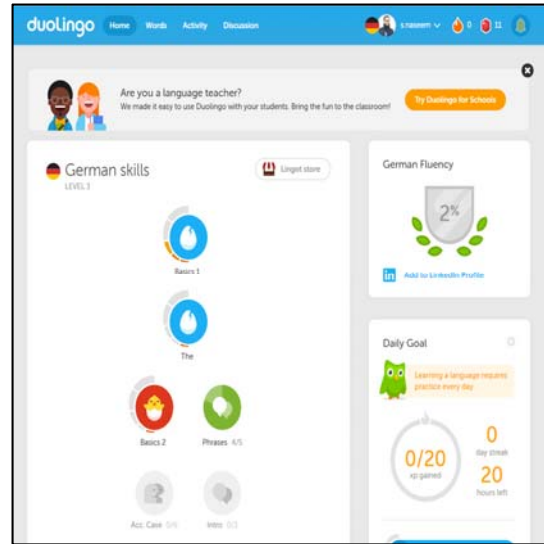 duolingo Home Words Activity Discussion s.naseem 0 11
Are you a language teacher?
We made it easy to use Duolingo with your students. Bring the fun to the classroom!
Try Duolingo for Schools
German skills
LEVEL 3
Lingot store
Basics 1
The
Basics 2
Phrases 4/5
Acc. Case 0/6
Intro 0/3
German Fluency
2%
in Add to LinkedIn Profile
Daily Goal
Learning a language requires
practice every day
0/20
xp gained
0
day streak
20
hours left